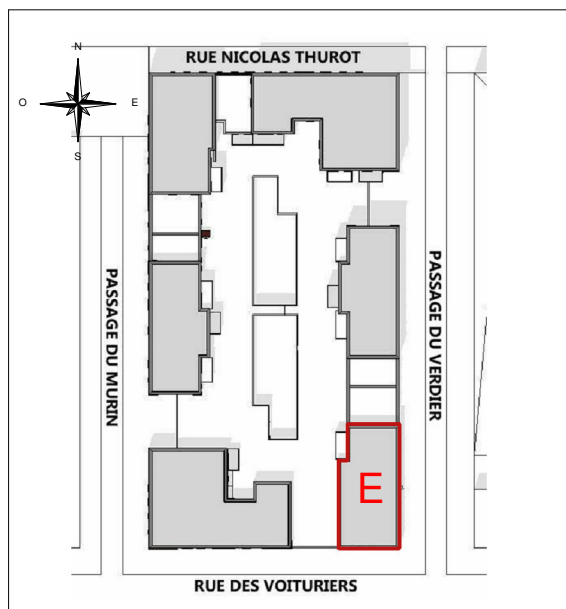 N
RUE NICOLAS THUROT
O
E
S
PASSAGE DU MURIN
PASSAGE DU VERDIER
E
RUE DES VOITURIERS